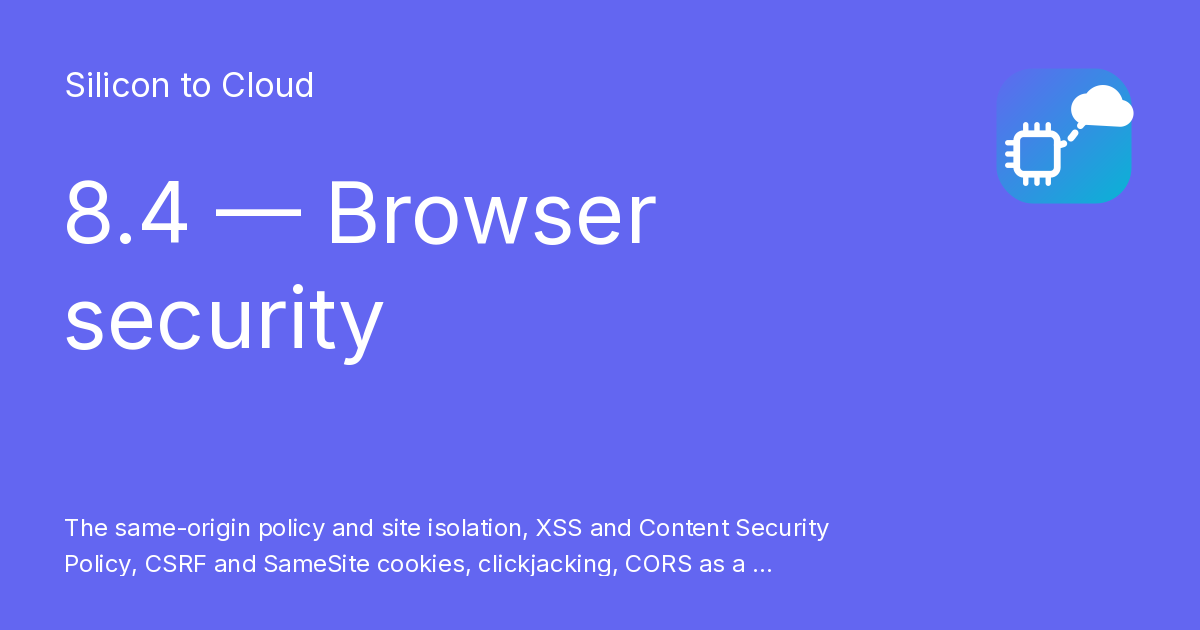 Silicon to Cloud
8.4 — Browser
security
The same-origin policy and site isolation, XSS and Content Security
Policy, CSRF and SameSite cookies, clickjacking, CORS as a ...